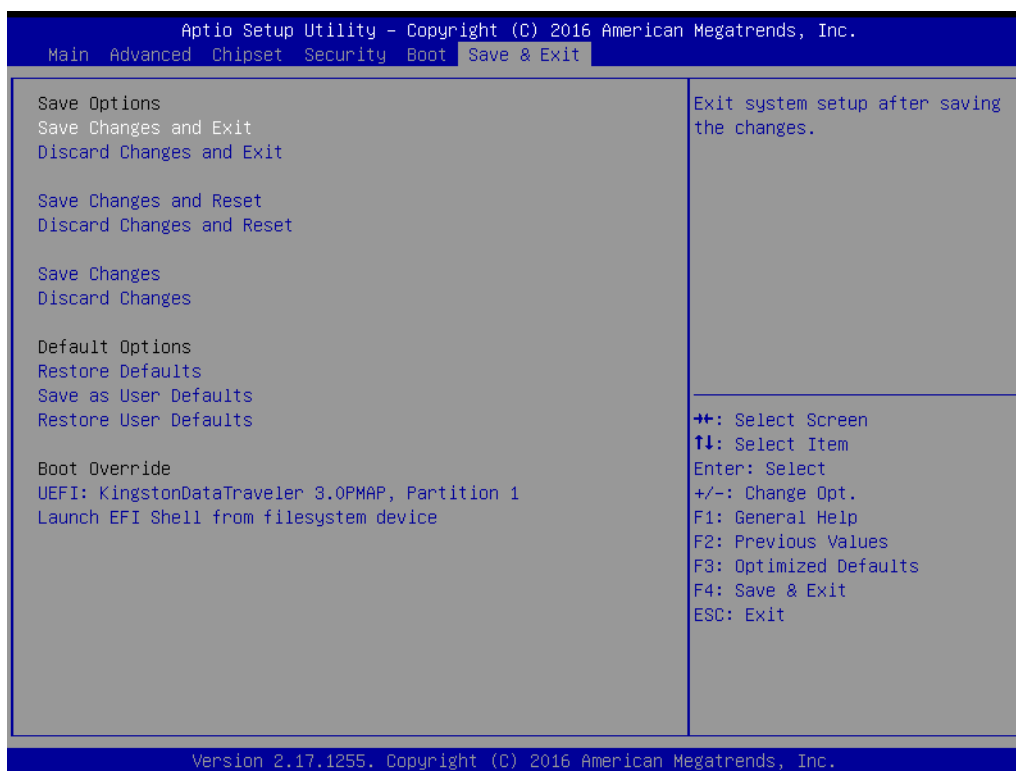 Aptio Setup Utility – Copyright (C) 2016 American Megatrends, Inc.
Main Advanced Chipset Security Boot Save & Exit
Save Options
Save Changes and Exit
Discard Changes and Exit
Save Changes and Reset
Discard Changes and Reset
Save Changes
Discard Changes
Default Options
Restore Defaults
Save as User Defaults
Restore User Defaults
Boot Override
UEFI: KingstonDataTraveler 3.0PMAP, Partition 1
Launch EFI Shell from filesystem device
Exit system setup after saving
the changes.
→←: Select Screen
↑↓: Select Item
Enter: Select
+/-: Change Opt.
F1: General Help
F2: Previous Values
F3: Optimized Defaults
F4: Save & Exit
ESC: Exit
Version 2.17.1255. Copyright (C) 2016 American Megatrends, Inc.